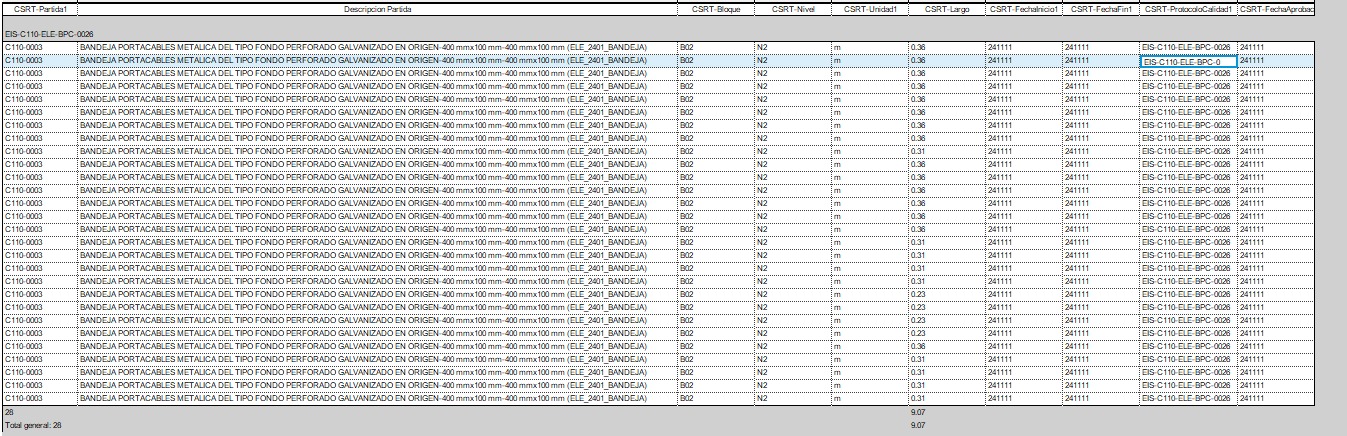 CSRT-Partida1 Descripcion Partida CSRT-Bloque CSRT-Nivel CSRT-Unidad1 CSRT-Largo CSRT-FechaInicio1 CSRT-FechaFin1 CSRT-ProtocoloCalidad1 CSRT-FechaAprobac
EIS-C110-ELE-BPC-0026
C110-0003 BANDEJA PORTACABLES METALICA DEL TIPO FONDO PERFORADO GALVANIZADO EN ORIGEN-400 mmx100 mm-400 mmx100 mm (ELE_2401_BANDEJA) B02 N2 m 0.36 241111 241111 EIS-C110-ELE-BPC-0026 241111
C110-0003 BANDEJA PORTACABLES METALICA DEL TIPO FONDO PERFORADO GALVANIZADO EN ORIGEN-400 mmx100 mm-400 mmx100 mm (ELE_2401_BANDEJA) B02 N2 m 0.36 241111 241111 EIS-C110-ELE-BPC-0 241111
C110-0003 BANDEJA PORTACABLES METALICA DEL TIPO FONDO PERFORADO GALVANIZADO EN ORIGEN-400 mmx100 mm-400 mmx100 mm (ELE_2401_BANDEJA) B02 N2 m 0.36 241111 241111 EIS-C110-ELE-BPC-0026 241111
C110-0003 BANDEJA PORTACABLES METALICA DEL TIPO FONDO PERFORADO GALVANIZADO EN ORIGEN-400 mmx100 mm-400 mmx100 mm (ELE_2401_BANDEJA) B02 N2 m 0.36 241111 241111 EIS-C110-ELE-BPC-0026 241111
C110-0003 BANDEJA PORTACABLES METALICA DEL TIPO FONDO PERFORADO GALVANIZADO EN ORIGEN-400 mmx100 mm-400 mmx100 mm (ELE_2401_BANDEJA) B02 N2 m 0.36 241111 241111 EIS-C110-ELE-BPC-0026 241111
C110-0003 BANDEJA PORTACABLES METALICA DEL TIPO FONDO PERFORADO GALVANIZADO EN ORIGEN-400 mmx100 mm-400 mmx100 mm (ELE_2401_BANDEJA) B02 N2 m 0.36 241111 241111 EIS-C110-ELE-BPC-0026 241111
C110-0003 BANDEJA PORTACABLES METALICA DEL TIPO FONDO PERFORADO GALVANIZADO EN ORIGEN-400 mmx100 mm-400 mmx100 mm (ELE_2401_BANDEJA) B02 N2 m 0.36 241111 241111 EIS-C110-ELE-BPC-0026 241111
C110-0003 BANDEJA PORTACABLES METALICA DEL TIPO FONDO PERFORADO GALVANIZADO EN ORIGEN-400 mmx100 mm-400 mmx100 mm (ELE_2401_BANDEJA) B02 N2 m 0.36 241111 241111 EIS-C110-ELE-BPC-0026 241111
C110-0003 BANDEJA PORTACABLES METALICA DEL TIPO FONDO PERFORADO GALVANIZADO EN ORIGEN-400 mmx100 mm-400 mmx100 mm (ELE_2401_BANDEJA) B02 N2 m 0.31 241111 241111 EIS-C110-ELE-BPC-0026 241111
C110-0003 BANDEJA PORTACABLES METALICA DEL TIPO FONDO PERFORADO GALVANIZADO EN ORIGEN-400 mmx100 mm-400 mmx100 mm (ELE_2401_BANDEJA) B02 N2 m 0.36 241111 241111 EIS-C110-ELE-BPC-0026 241111
C110-0003 BANDEJA PORTACABLES METALICA DEL TIPO FONDO PERFORADO GALVANIZADO EN ORIGEN-400 mmx100 mm-400 mmx100 mm (ELE_2401_BANDEJA) B02 N2 m 0.36 241111 241111 EIS-C110-ELE-BPC-0026 241111
C110-0003 BANDEJA PORTACABLES METALICA DEL TIPO FONDO PERFORADO GALVANIZADO EN ORIGEN-400 mmx100 mm-400 mmx100 mm (ELE_2401_BANDEJA) B02 N2 m 0.36 241111 241111 EIS-C110-ELE-BPC-0026 241111
C110-0003 BANDEJA PORTACABLES METALICA DEL TIPO FONDO PERFORADO GALVANIZADO EN ORIGEN-400 mmx100 mm-400 mmx100 mm (ELE_2401_BANDEJA) B02 N2 m 0.36 241111 241111 EIS-C110-ELE-BPC-0026 241111
C110-0003 BANDEJA PORTACABLES METALICA DEL TIPO FONDO PERFORADO GALVANIZADO EN ORIGEN-400 mmx100 mm-400 mmx100 mm (ELE_2401_BANDEJA) B02 N2 m 0.36 241111 241111 EIS-C110-ELE-BPC-0026 241111
C110-0003 BANDEJA PORTACABLES METALICA DEL TIPO FONDO PERFORADO GALVANIZADO EN ORIGEN-400 mmx100 mm-400 mmx100 mm (ELE_2401_BANDEJA) B02 N2 m 0.36 241111 241111 EIS-C110-ELE-BPC-0026 241111
C110-0003 BANDEJA PORTACABLES METALICA DEL TIPO FONDO PERFORADO GALVANIZADO EN ORIGEN-400 mmx100 mm-400 mmx100 mm (ELE_2401_BANDEJA) B02 N2 m 0.31 241111 241111 EIS-C110-ELE-BPC-0026 241111
C110-0003 BANDEJA PORTACABLES METALICA DEL TIPO FONDO PERFORADO GALVANIZADO EN ORIGEN-400 mmx100 mm-400 mmx100 mm (ELE_2401_BANDEJA) B02 N2 m 0.31 241111 241111 EIS-C110-ELE-BPC-0026 241111
C110-0003 BANDEJA PORTACABLES METALICA DEL TIPO FONDO PERFORADO GALVANIZADO EN ORIGEN-400 mmx100 mm-400 mmx100 mm (ELE_2401_BANDEJA) B02 N2 m 0.31 241111 241111 EIS-C110-ELE-BPC-0026 241111
C110-0003 BANDEJA PORTACABLES METALICA DEL TIPO FONDO PERFORADO GALVANIZADO EN ORIGEN-400 mmx100 mm-400 mmx100 mm (ELE_2401_BANDEJA) B02 N2 m 0.31 241111 241111 EIS-C110-ELE-BPC-0026 241111
C110-0003 BANDEJA PORTACABLES METALICA DEL TIPO FONDO PERFORADO GALVANIZADO EN ORIGEN-400 mmx100 mm-400 mmx100 mm (ELE_2401_BANDEJA) B02 N2 m 0.23 241111 241111 EIS-C110-ELE-BPC-0026 241111
C110-0003 BANDEJA PORTACABLES METALICA DEL TIPO FONDO PERFORADO GALVANIZADO EN ORIGEN-400 mmx100 mm-400 mmx100 mm (ELE_2401_BANDEJA) B02 N2 m 0.23 241111 241111 EIS-C110-ELE-BPC-0026 241111
C110-0003 BANDEJA PORTACABLES METALICA DEL TIPO FONDO PERFORADO GALVANIZADO EN ORIGEN-400 mmx100 mm-400 mmx100 mm (ELE_2401_BANDEJA) B02 N2 m 0.23 241111 241111 EIS-C110-ELE-BPC-0026 241111
C110-0003 BANDEJA PORTACABLES METALICA DEL TIPO FONDO PERFORADO GALVANIZADO EN ORIGEN-400 mmx100 mm-400 mmx100 mm (ELE_2401_BANDEJA) B02 N2 m 0.23 241111 241111 EIS-C110-ELE-BPC-0026 241111
C110-0003 BANDEJA PORTACABLES METALICA DEL TIPO FONDO PERFORADO GALVANIZADO EN ORIGEN-400 mmx100 mm-400 mmx100 mm (ELE_2401_BANDEJA) B02 N2 m 0.36 241111 241111 EIS-C110-ELE-BPC-0026 241111
C110-0003 BANDEJA PORTACABLES METALICA DEL TIPO FONDO PERFORADO GALVANIZADO EN ORIGEN-400 mmx100 mm-400 mmx100 mm (ELE_2401_BANDEJA) B02 N2 m 0.31 241111 241111 EIS-C110-ELE-BPC-0026 241111
C110-0003 BANDEJA PORTACABLES METALICA DEL TIPO FONDO PERFORADO GALVANIZADO EN ORIGEN-400 mmx100 mm-400 mmx100 mm (ELE_2401_BANDEJA) B02 N2 m 0.31 241111 241111 EIS-C110-ELE-BPC-0026 241111
C110-0003 BANDEJA PORTACABLES METALICA DEL TIPO FONDO PERFORADO GALVANIZADO EN ORIGEN-400 mmx100 mm-400 mmx100 mm (ELE_2401_BANDEJA) B02 N2 m 0.31 241111 241111 EIS-C110-ELE-BPC-0026 241111
C110-0003 BANDEJA PORTACABLES METALICA DEL TIPO FONDO PERFORADO GALVANIZADO EN ORIGEN-400 mmx100 mm-400 mmx100 mm (ELE_2401_BANDEJA) B02 N2 m 0.31 241111 241111 EIS-C110-ELE-BPC-0026 241111
28 9.07
Total general: 28 9.07